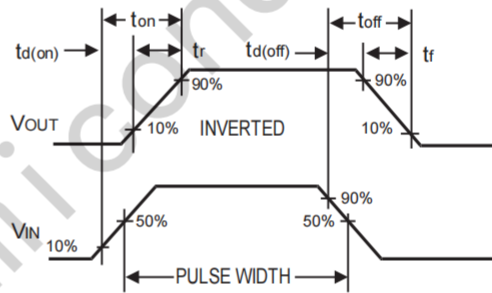 ton toff
td(on) tr td(off) tf
90% 90%
VOUT 10% INVERTED 10%
90%
50% 50%
VIN 10%
PULSE WIDTH